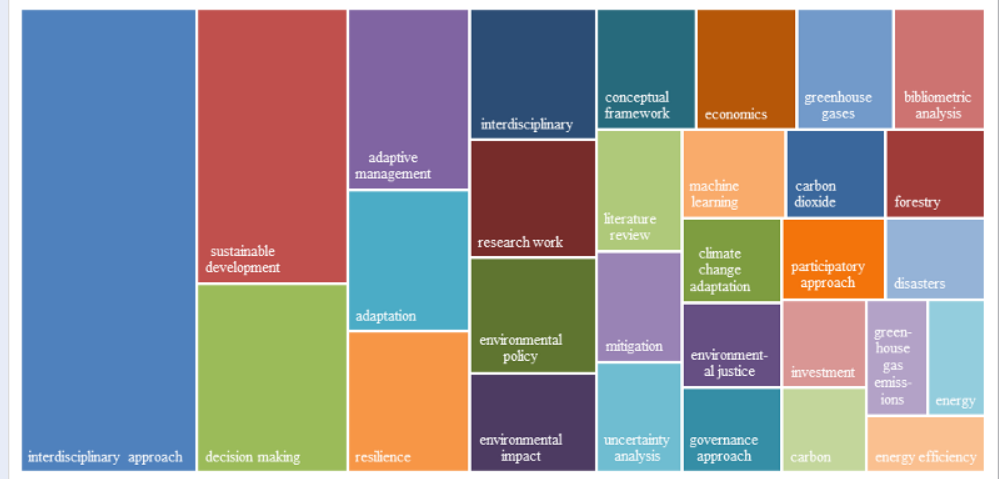 interdisciplinary approach
sustainable
development
decision making
adaptive
management
adaptation
resilience
interdisciplinary
research work
environmental
policy
environmental
impact
conceptual
framework
economics
greenhouse
gases
bibliometric
analysis
literature
review
mitigation
uncertainty
analysis
machine
learning
carbon
dioxide
forestry
climate
change
adaptation
participatory
approach
disasters
environment-
al justice
investment
green-
house
gas
emiss-
ions
energy
governance
approach
carbon
energy efficiency